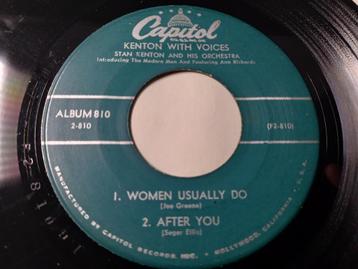 Capitol
KENTON WITH VOICES
STAN KENTON AND HIS ORCHESTRA
Introducing The Modern Men And Featuring Ann Richards
ALBUM 810
2-810
(F2-810)
1. WOMEN USUALLY DO
(Joe Greene)
2. AFTER YOU
(Seger Ellis)
MANUFACTURED BY CAPITOL RECORDS, INC. · HOLLYWOOD, CALIFORNIA · U.S.A.